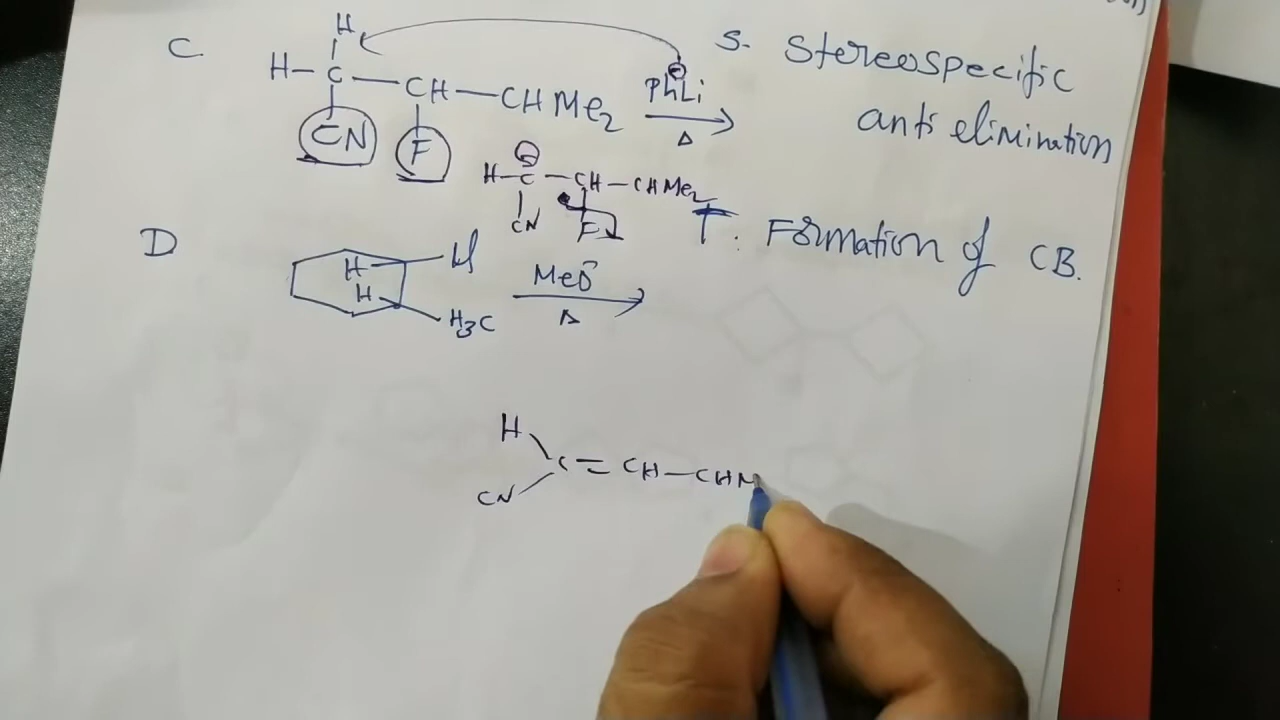 C
H
H-C-CH-CHMe2
CN F
PhLi
Δ
S. Stereospecific
anti elimination
H-C-CH-CHMe2
CN F
T. Formation of CB.
D
H
H
H3C
MeO-
Δ
H
C=CH-CHM
CN